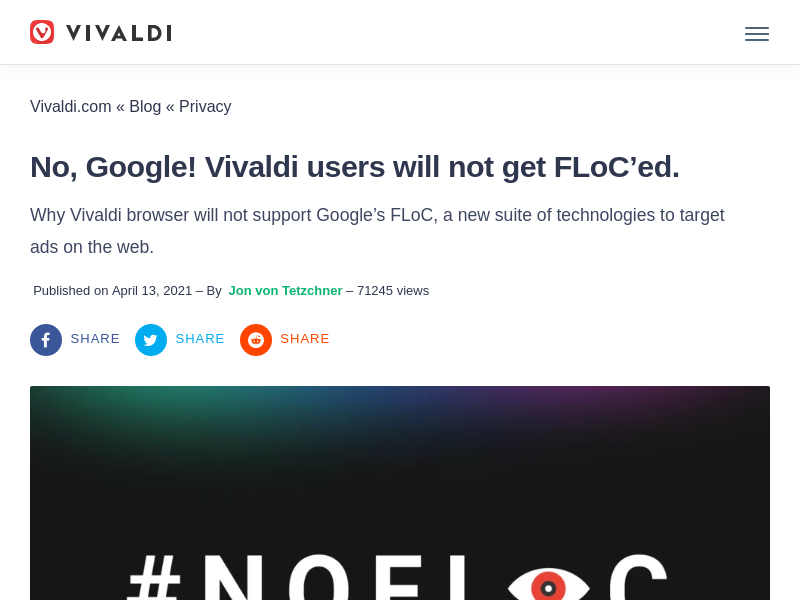 VIVALDI
Vivaldi.com « Blog « Privacy
No, Google! Vivaldi users will not get FLoC’ed.
Why Vivaldi browser will not support Google’s FLoC, a new suite of technologies to target
ads on the web.
Published on April 13, 2021 – By Jon von Tetzchner – 71245 views
SHARE SHARE SHARE
#NOFLOC